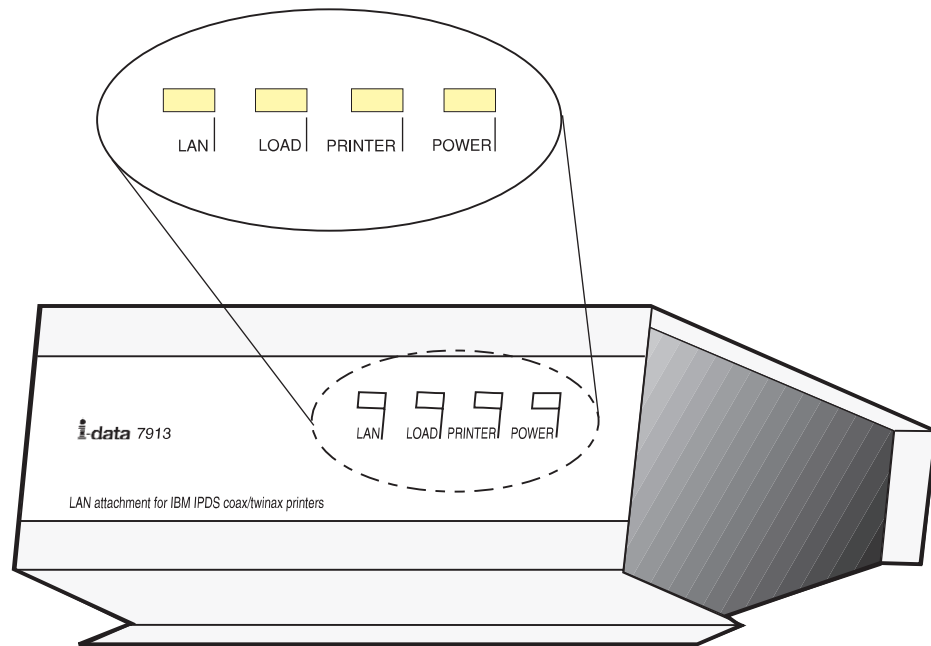 LAN LOAD PRINTER POWER
LAN LOAD PRINTER POWER
i-data 7913
LAN attachment for IBM IPDS coax/twinax printers